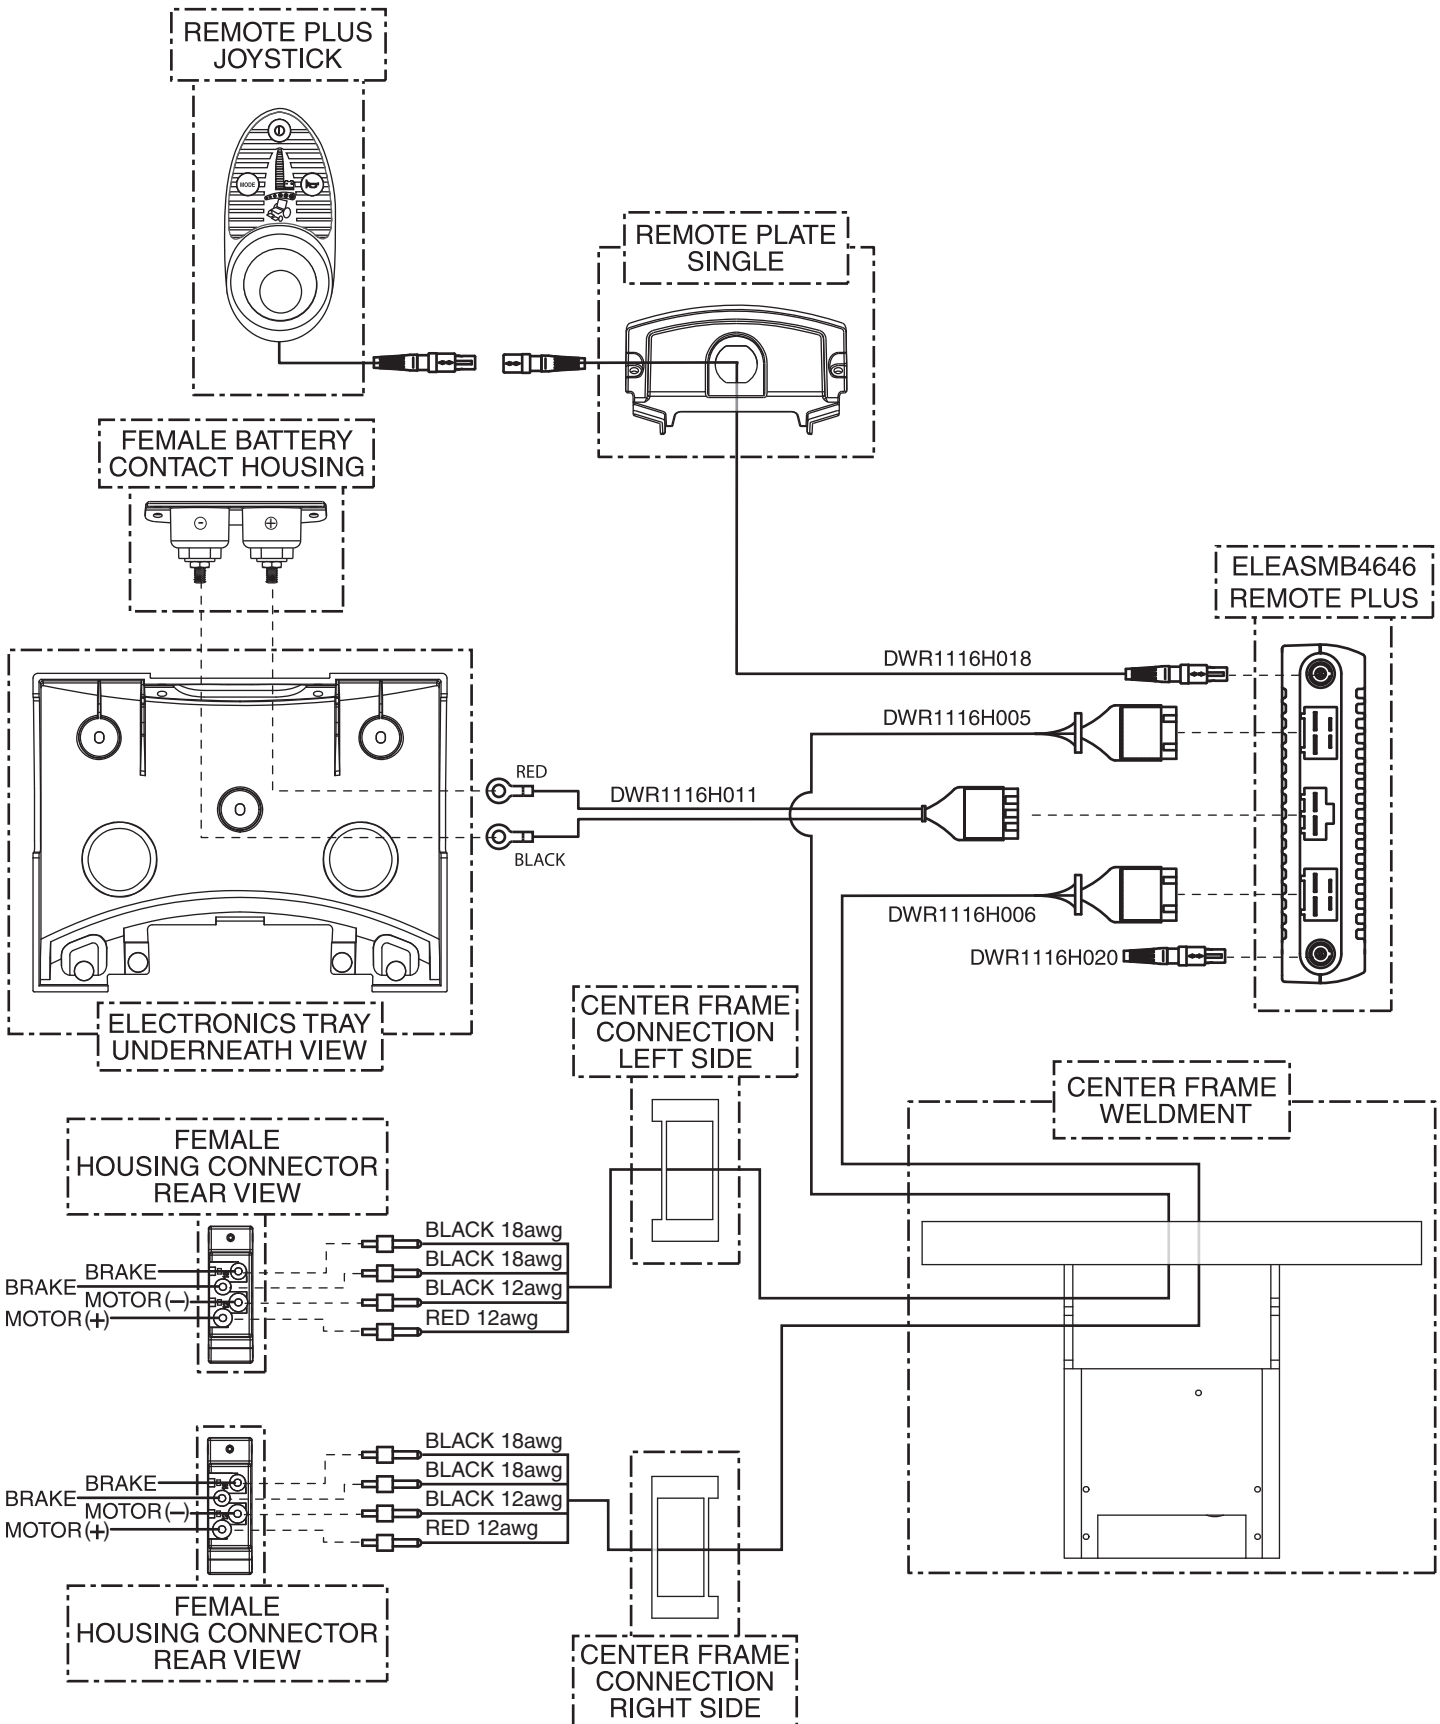 REMOTE PLUS
JOYSTICK
MODE
REMOTE PLATE
SINGLE
FEMALE BATTERY
CONTACT HOUSING
ELEASMB4646
REMOTE PLUS
DWR1116H018
DWR1116H005
RED
DWR1116H011
BLACK
DWR1116H006
DWR1116H020
ELECTRONICS TRAY
UNDERNEATH VIEW
CENTER FRAME
CONNECTION
LEFT SIDE
CENTER FRAME
WELDMENT
FEMALE
HOUSING CONNECTOR
REAR VIEW
BLACK 18awg
BLACK 18awg
BLACK 12awg
RED 12awg
BRAKE
BRAKE
MOTOR (−)
MOTOR (+)
BLACK 18awg
BLACK 18awg
BLACK 12awg
RED 12awg
BRAKE
BRAKE
MOTOR (−)
MOTOR (+)
FEMALE
HOUSING CONNECTOR
REAR VIEW
CENTER FRAME
CONNECTION
RIGHT SIDE